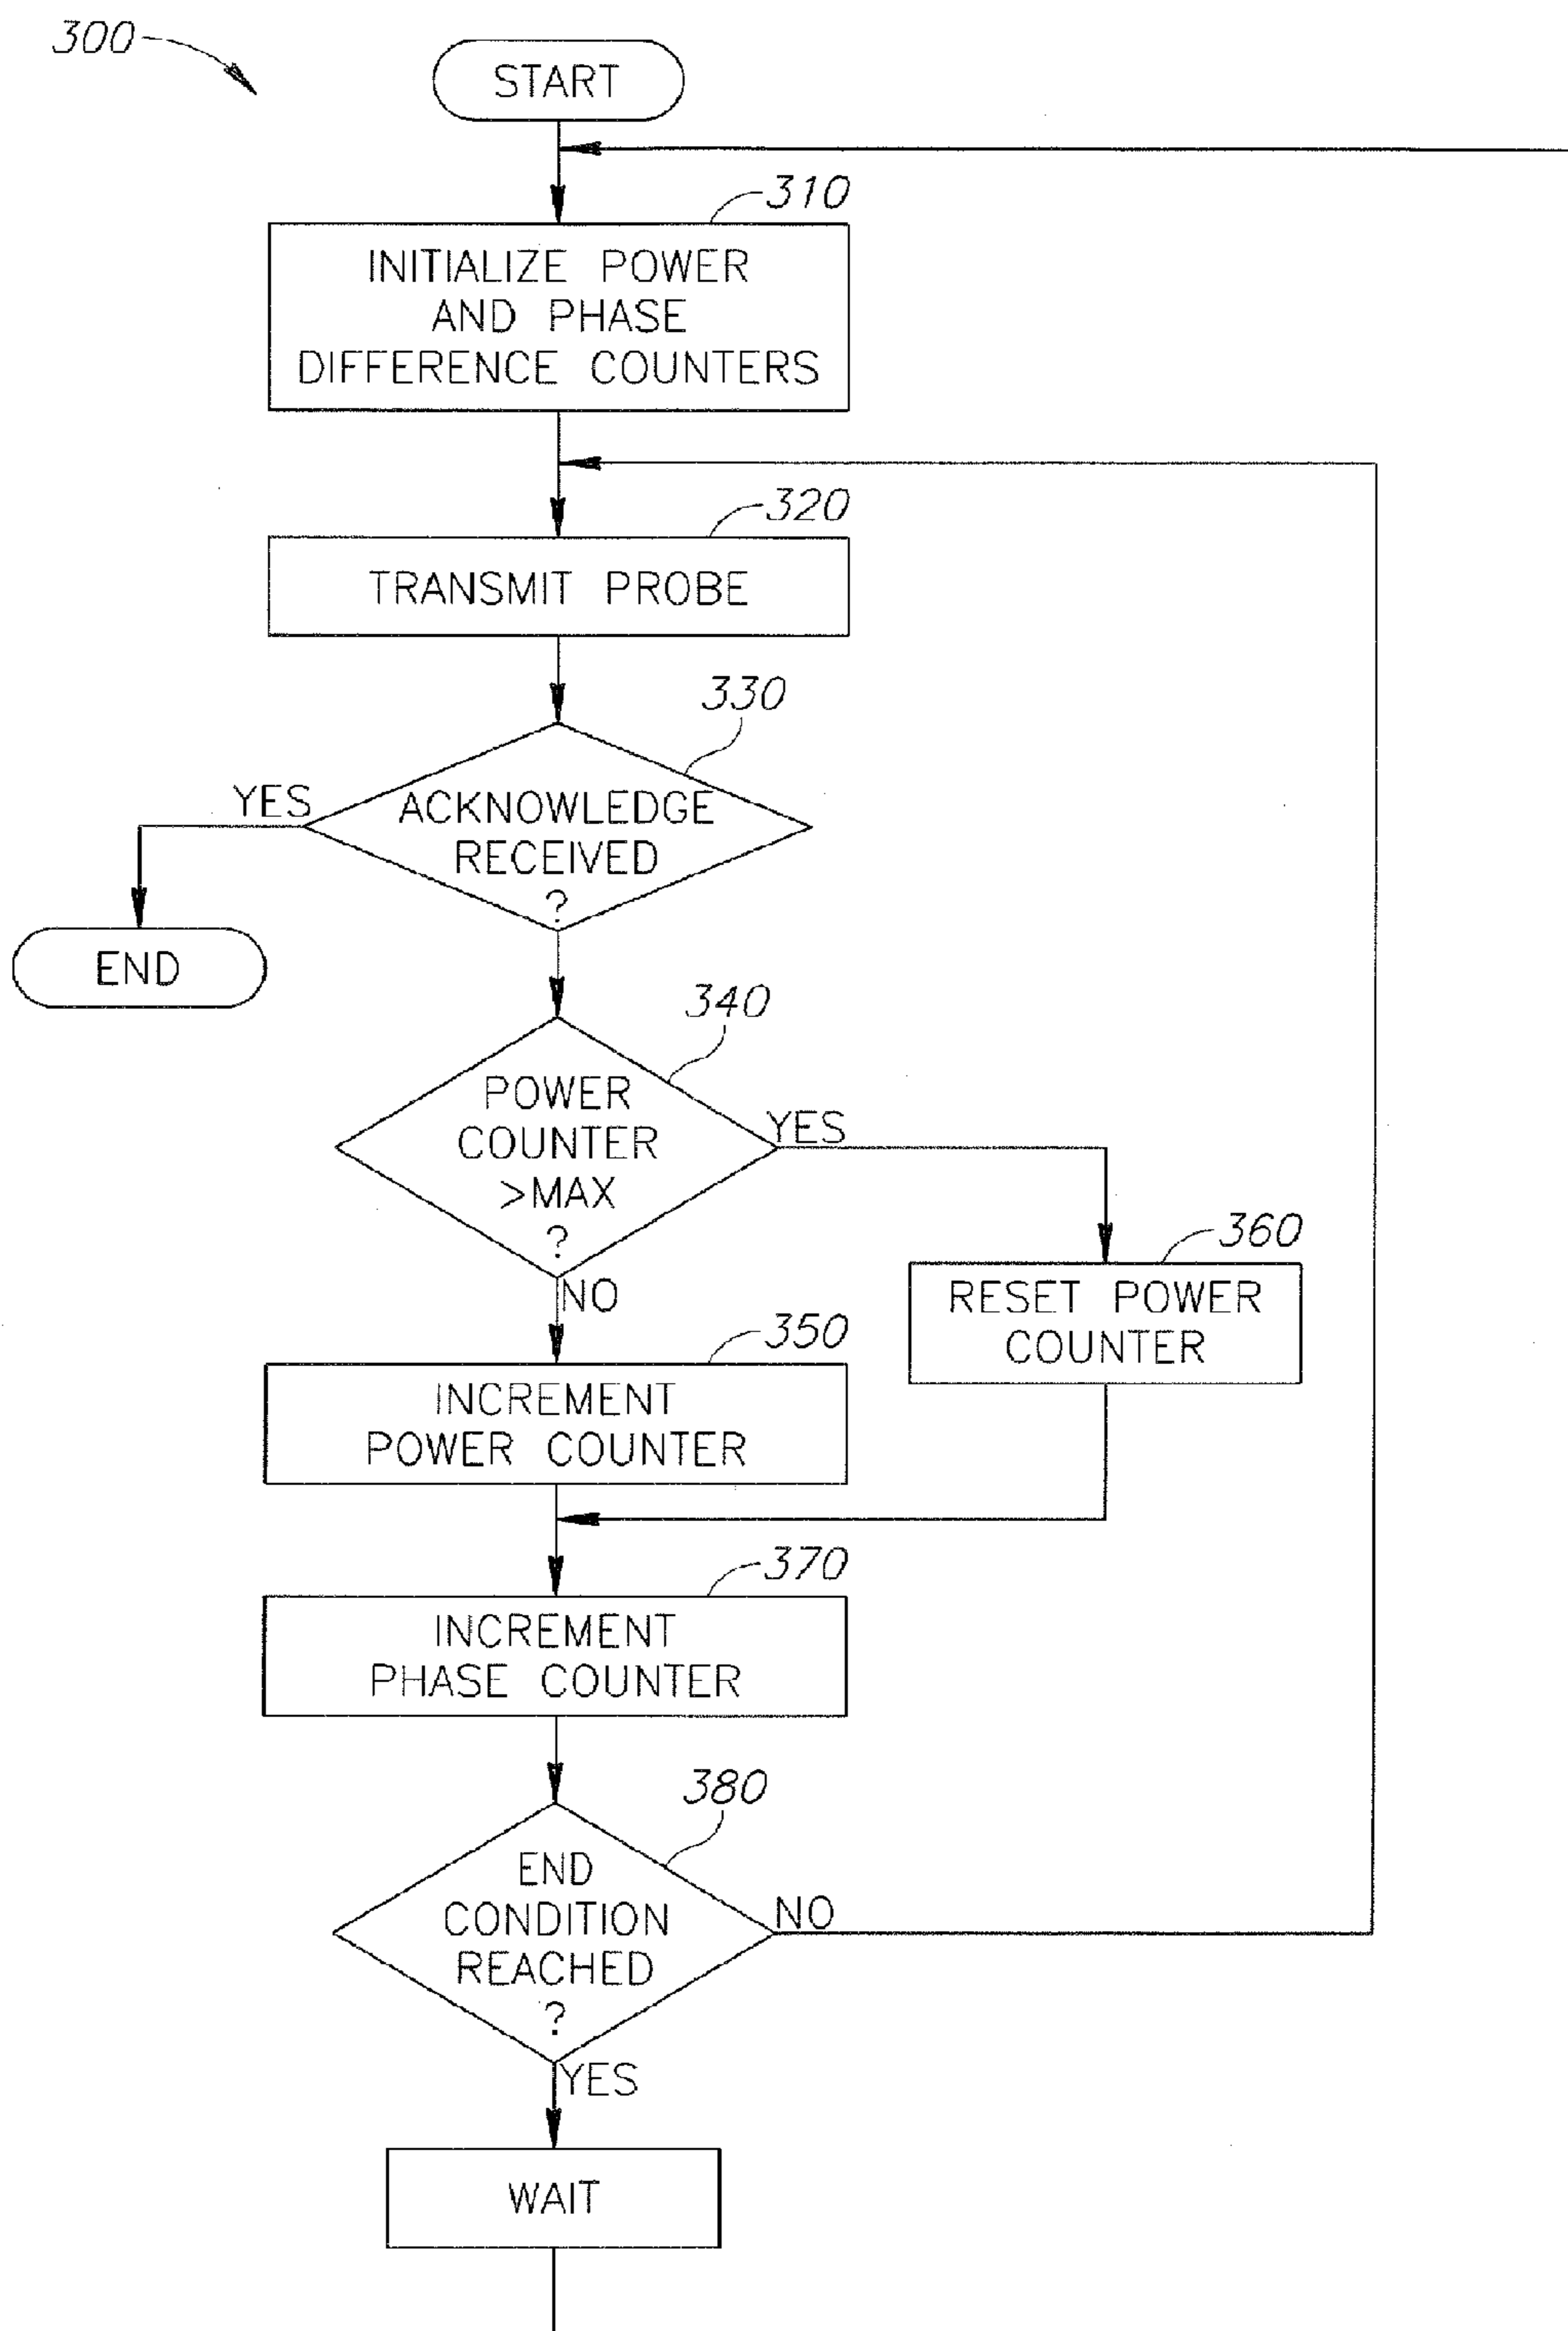 300
START
310
INITIALIZE POWER
AND PHASE
DIFFERENCE COUNTERS
320
TRANSMIT PROBE
330
YES
ACKNOWLEDGE
RECEIVED
?
END
340
POWER
COUNTER
>MAX
?
YES
NO
360
RESET POWER
COUNTER
350
INCREMENT
POWER COUNTER
370
INCREMENT
PHASE COUNTER
380
END
CONDITION
REACHED
?
NO
YES
WAIT